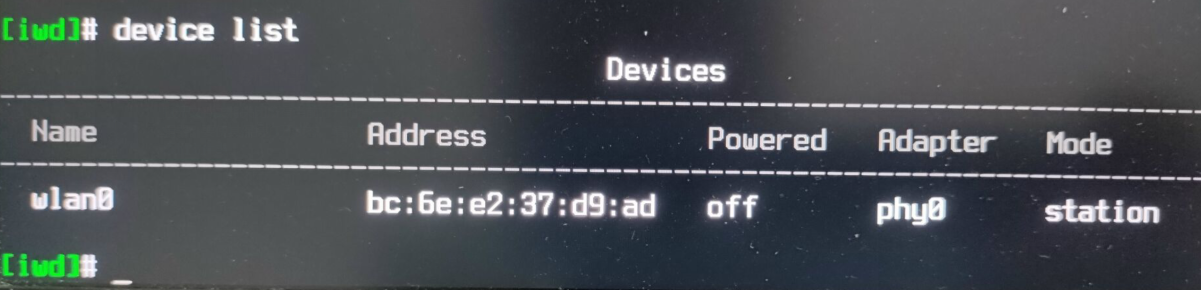 [iwd]# device list
Devices
Name Address Powered Adapter Mode
wlan0 bc:6e:e2:37:d9:ad off phy0 station
[iwd]#